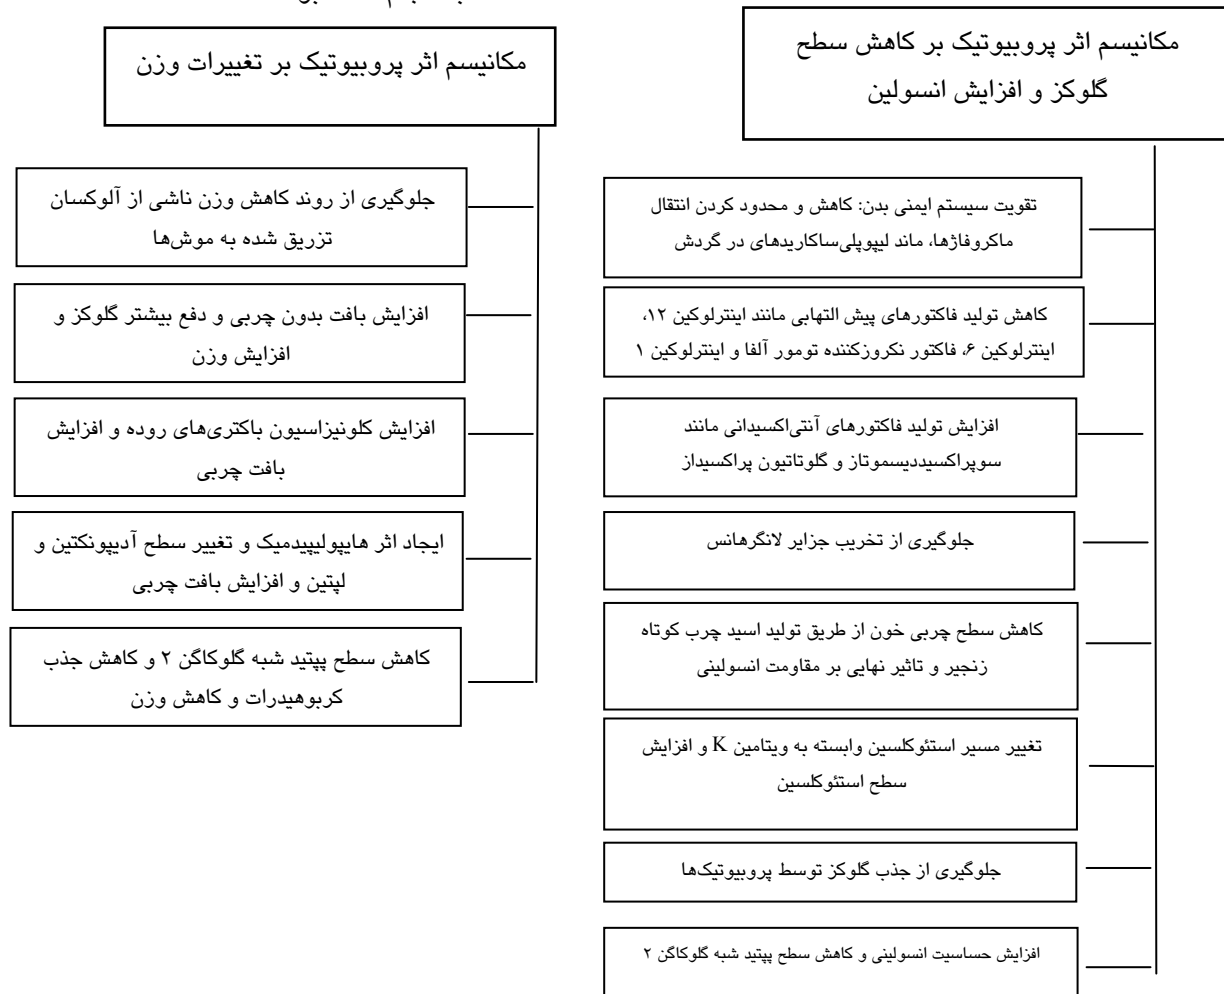 مکانیسم اثر پروبیوتیک بر کاهش سطح
گلوکز و افزایش انسولین
تقویت سیستم ایمنی بدن: کاهش و محدود کردن انتقال
ماکروفاژها، ماند لیپوپلی‌ساکاریدهای در گردش
کاهش تولید فاکتورهای پیش التهابی مانند اینترلوکین ۱۲،
اینترلوکین ۶، فاکتور نکروزکننده تومور آلفا و اینترلوکین ۱
افزایش تولید فاکتورهای آنتی‌اکسیدانی مانند
سوپراکسیددیسموتاز و گلوتاتیون پراکسیداز
جلوگیری از تخریب جزایر لانگرهانس
کاهش سطح چربی خون از طریق تولید اسید چرب کوتاه
زنجیر و تاثیر نهایی بر مقاومت انسولینی
تغییر مسیر استئوکلسین وابسته به ویتامین K و افزایش
سطح استئوکلسین
جلوگیری از جذب گلوکز توسط پروبیوتیک‌ها
افزایش حساسیت انسولینی و کاهش سطح پپتید شبه گلوکاگن ۲
مکانیسم اثر پروبیوتیک بر تغییرات وزن
جلوگیری از روند کاهش وزن ناشی از آلوکسان
تزریق شده به موش‌ها
افزایش بافت بدون چربی و دفع بیشتر گلوکز و
افزایش وزن
افزایش کلونیزاسیون باکتری‌های روده و افزایش
بافت چربی
ایجاد اثر هایپولیپیدمیک و تغییر سطح آدیپونکتین و
لپتین و افزایش بافت چربی
کاهش سطح پپتید شبه گلوکاگن ۲ و کاهش جذب
کربوهیدرات و کاهش وزن